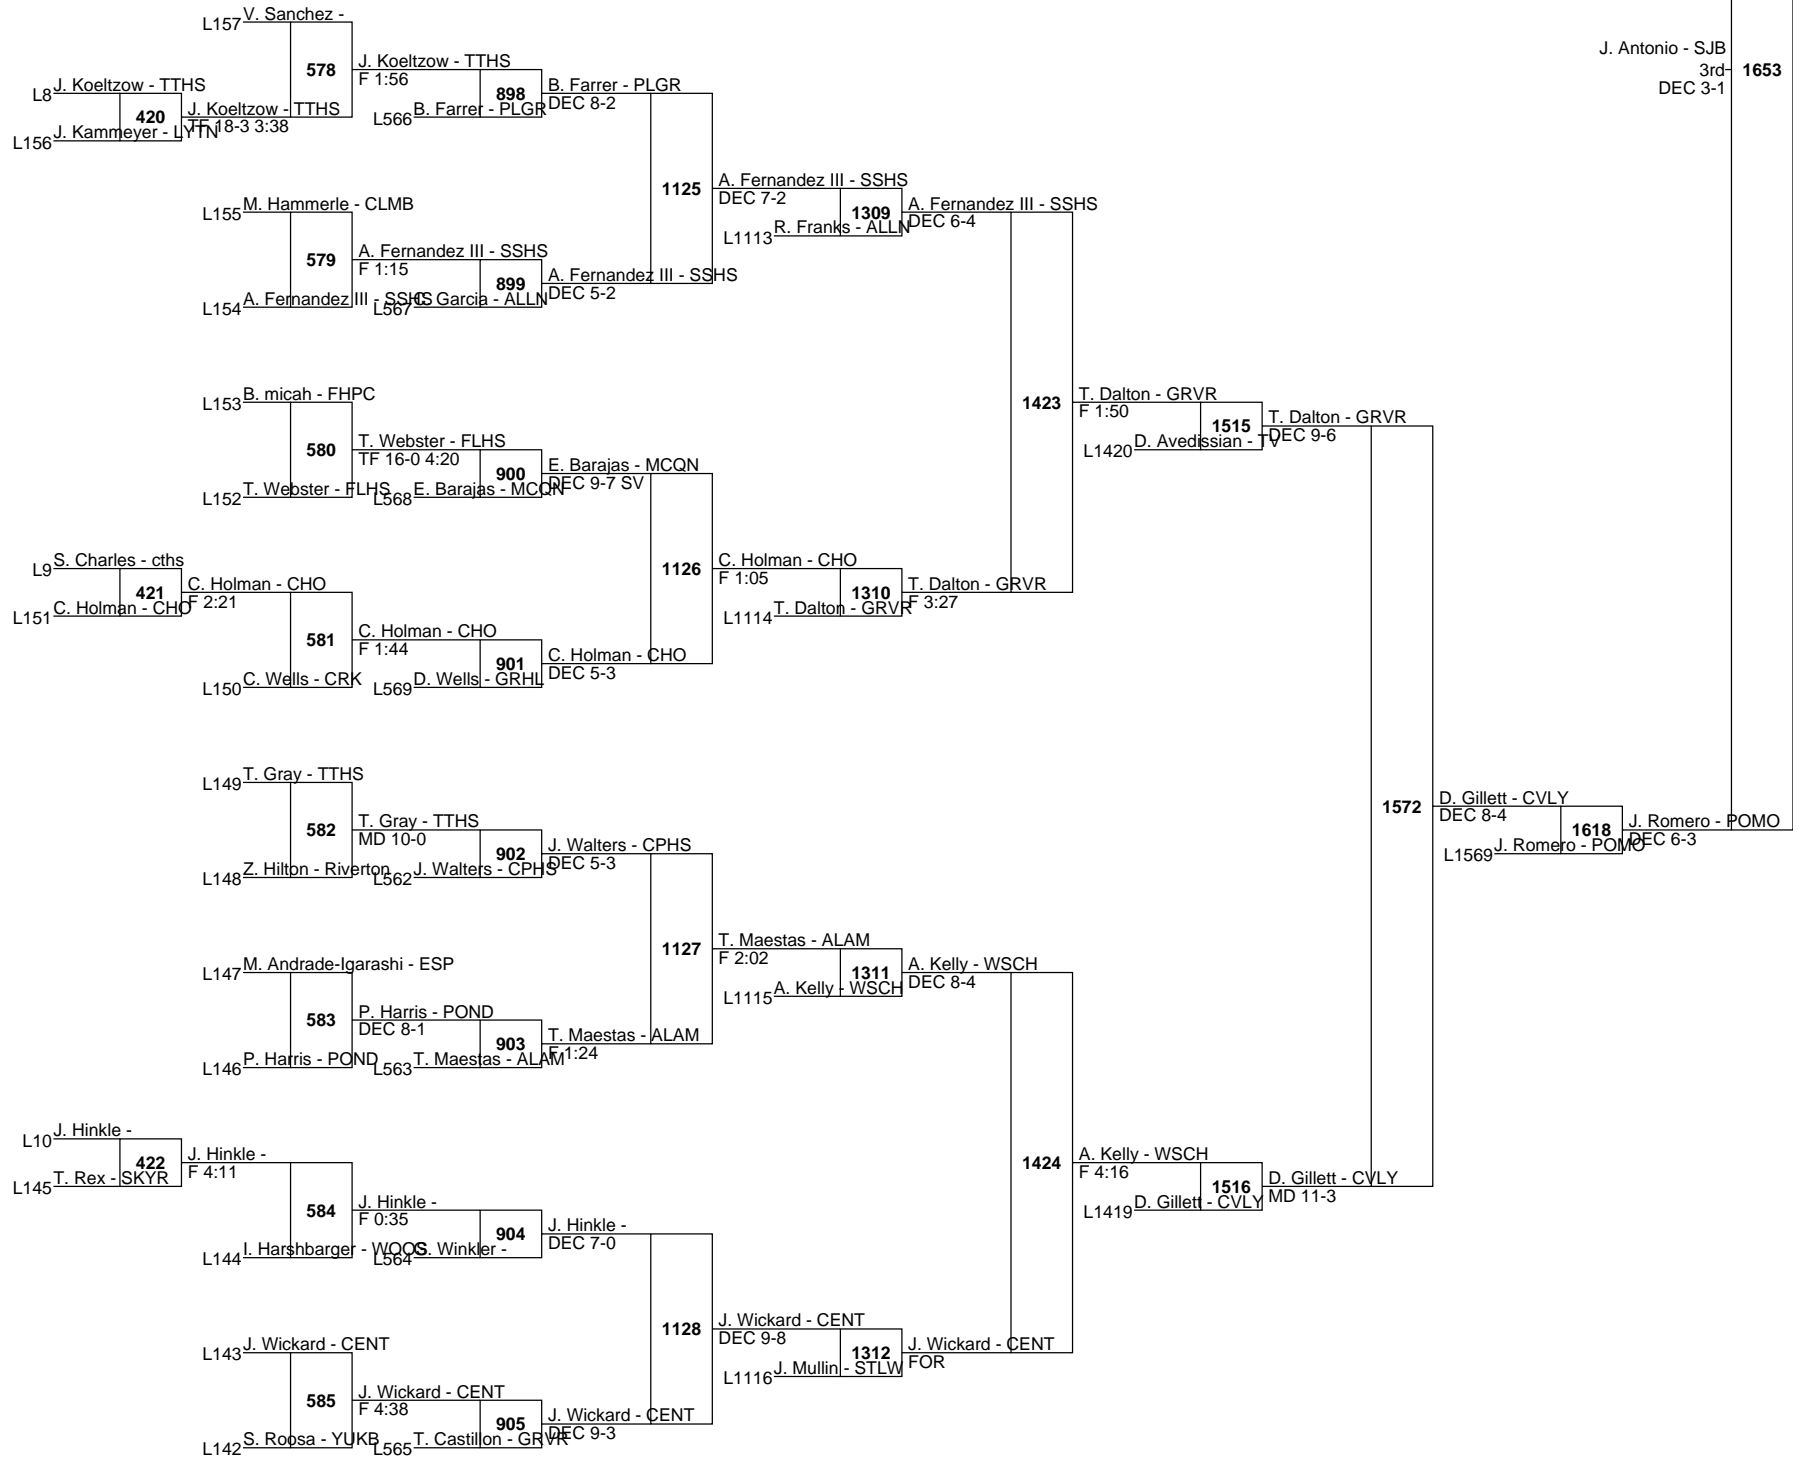 L157 V. Sanchez -
578
J. Koeltzow - TTHS
F 1:56
L8 J. Koeltzow - TTHS
420
L156 J. Kammeyer - LYTN
J. Koeltzow - TTHS
TF 18-3 3:38
898
L566 B. Farrer - PLGR
B. Farrer - PLGR
DEC 8-2
J. Antonio - SJB
3rd
DEC 3-1
1653
1125
A. Fernandez III - SSHS
DEC 7-2
L155 M. Hammerle - CLMB
579
L154 A. Fernandez III - SSHS
A. Fernandez III - SSHS
F 1:15
899
L567 C. Garcia - ALLN
A. Fernandez III - SSHS
DEC 5-2
1309
L1113 R. Franks - ALLN
A. Fernandez III - SSHS
DEC 6-4
L153 B. micah - FHPC
580
L152 T. Webster - FLHS
T. Webster - FLHS
TF 16-0 4:20
900
L568 E. Barajas - MCQN
E. Barajas - MCQN
DEC 9-7 SV
1423
T. Dalton - GRVR
F 1:50
1515
L1420 D. Avedissian - TV
T. Dalton - GRVR
DEC 9-6
L9 S. Charles - cths
421
L151 C. Holman - CHO
C. Holman - CHO
F 2:21
581
L150 C. Wells - CRK
C. Holman - CHO
F 1:44
901
L569 D. Wells - GRHL
C. Holman - CHO
DEC 5-3
1126
C. Holman - CHO
F 1:05
1310
L1114 T. Dalton - GRVR
T. Dalton - GRVR
F 3:27
L149 T. Gray - TTHS
582
L148 Z. Hilton - Riverton
T. Gray - TTHS
MD 10-0
902
L562 J. Walters - CPHS
J. Walters - CPHS
DEC 5-3
1572
D. Gillett - CVLY
DEC 8-4
1618
L1569 J. Romero - POMO
J. Romero - POMO
DEC 6-3
L147 M. Andrade-Igarashi - ESP
583
L146 P. Harris - POND
P. Harris - POND
DEC 8-1
903
L563 T. Maestas - ALAM
T. Maestas - ALAM
F 1:24
1127
T. Maestas - ALAM
F 2:02
1311
L1115 A. Kelly - WSCH
A. Kelly - WSCH
DEC 8-4
L10 J. Hinkle -
422
L145 T. Rex - SKYR
J. Hinkle -
F 4:11
584
L144 I. Harshbarger - WOOS
J. Hinkle -
F 0:35
904
L564 Winkler -
J. Hinkle -
DEC 7-0
1424
A. Kelly - WSCH
F 4:16
1516
L1419 D. Gillett - CVLY
D. Gillett - CVLY
MD 11-3
L143 J. Wickard - CENT
585
L142 S. Roosa - YUKB
J. Wickard - CENT
F 4:38
905
L565 T. Castillon - GRVR
J. Wickard - CENT
DEC 9-3
1128
J. Wickard - CENT
DEC 9-8
1312
L1116 J. Mullin - STLW
J. Wickard - CENT
FOR